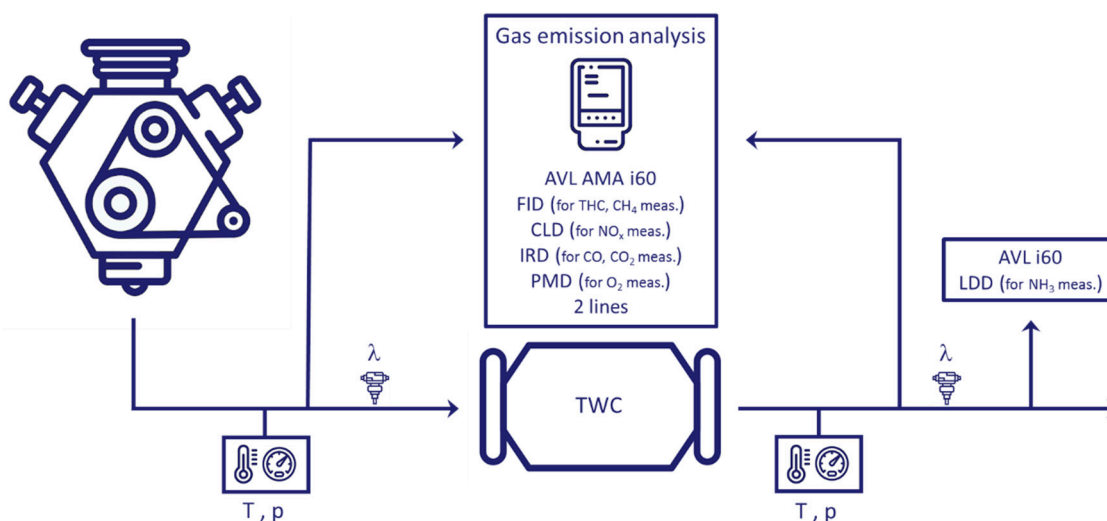 Gas emission analysis
AVL AMA i60
FID (for THC, CH₄ meas.)
CLD (for NOₓ meas.)
IRD (for CO, CO₂ meas.)
PMD (for O₂ meas.)
2 lines
AVL i60
LDD (for NH₃ meas.)
λ
λ
TWC
T , p
T , p